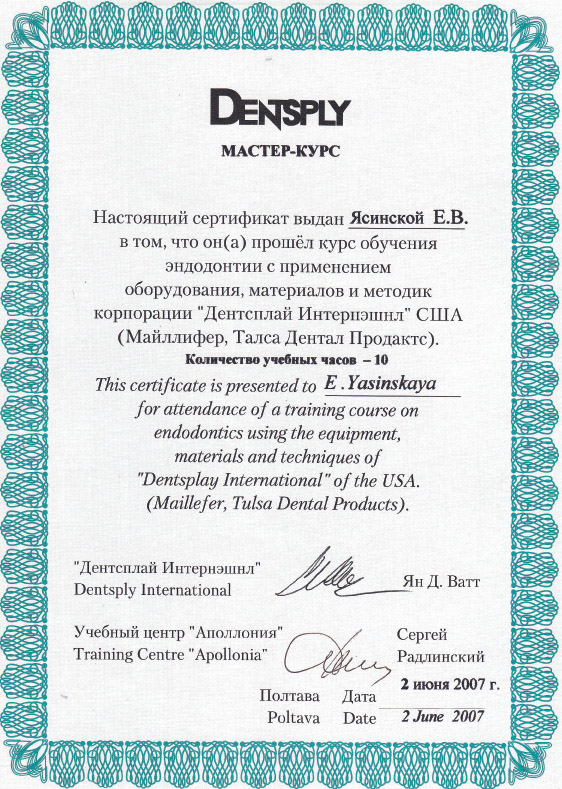 DENTSPLY
МАСТЕР-КУРС
Настоящий сертификат выдан Ясинской Е.В.
в том, что он(а) прошёл курс обучения
эндодонтии с применением
оборудования, материалов и методик
корпорации "Дентсплай Интернэшнл" США
(Майллифер, Талса Дентал Продактс).
Количество учебных часов – 10
This certificate is presented to E .Yasinskaya
for attendance of a training course on
endodontics using the equipment,
materials and techniques of
"Dentsplay International" of the USA.
(Maillefer, Tulsa Dental Products).
"Дентсплай Интернэшнл"
Dentsply International
Ян Д. Ватт
Учебный центр "Аполлония"
Training Centre "Apollonia"
Сергей
Радлинский
Полтава Дата 2 июня 2007 г.
Poltava Date 2 June 2007